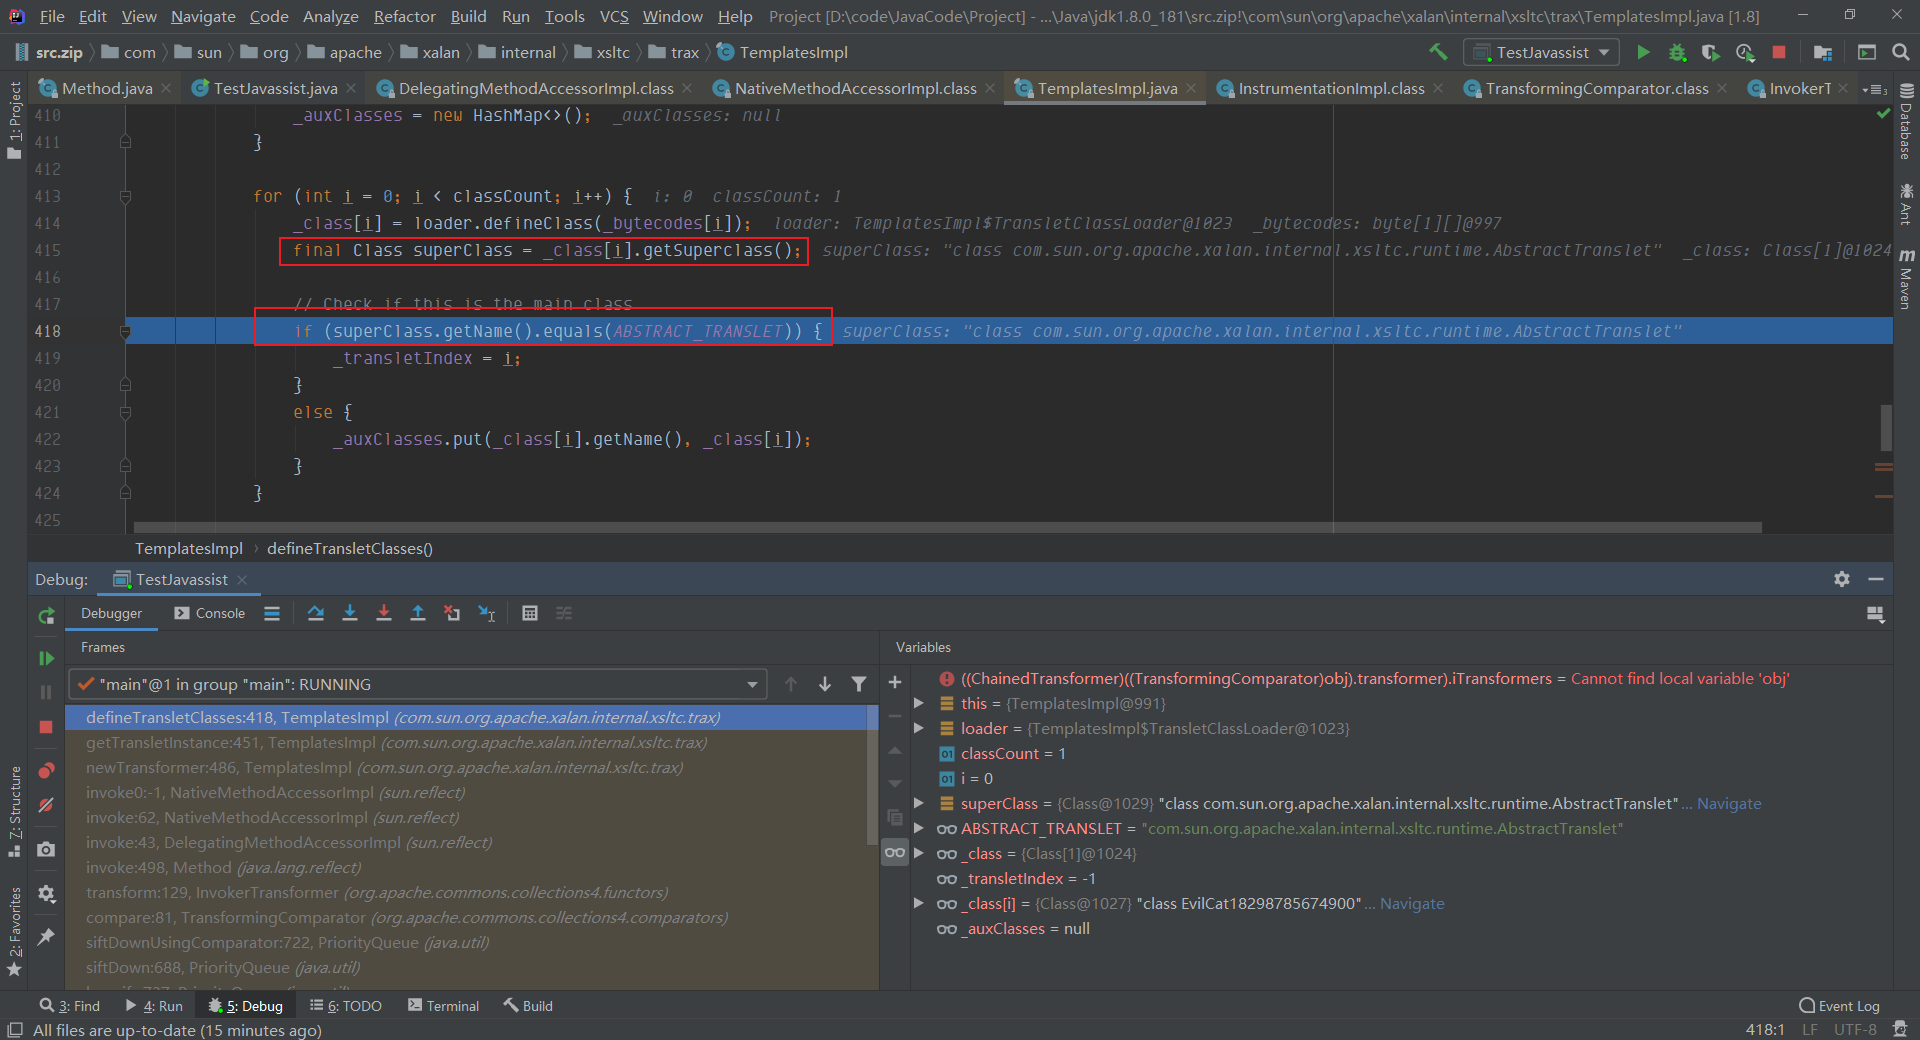 File Edit View Navigate Code Analyze Refactor Build Run Tools VCS Window Help Project [D:\code\JavaCode\Project] - ...\Java\jdk1.8.0_181\src.zip!\com\sun\org\apache\xalan\internal\xsltc\trax\TemplatesImpl.java [1.8]
src.zip com sun org apache xalan internal xsltc trax TemplatesImpl TestJavassist
Method.java TestJavassist.java DelegatingMethodAccessorImpl.class NativeMethodAccessorImpl.class TemplatesImpl.java InstrumentationImpl.class TransformingComparator.class InvokerT
1: Project
Database
Ant
Maven
410 _auxClasses = new HashMap<>(); _auxClasses: null
411 }
412
413 for (int i = 0; i < classCount; i++) { i: 0 classCount: 1
414 _class[i] = loader.defineClass(_bytecodes[i]); loader: TemplatesImpl$TransletClassLoader@1023 _bytecodes: byte[1][]@997
415 final Class superClass = _class[i].getSuperclass(); superClass: "class com.sun.org.apache.xalan.internal.xsltc.runtime.AbstractTranslet" _class: Class[1]@1024
416
417 // Check if this is the main class
418 if (superClass.getName().equals(ABSTRACT_TRANSLET)) { superClass: "class com.sun.org.apache.xalan.internal.xsltc.runtime.AbstractTranslet"
419 _transletIndex = i;
420 }
421 else {
422 _auxClasses.put(_class[i].getName(), _class[i]);
423 }
424 }
425
TemplatesImpl › defineTransletClasses()
Debug: TestJavassist
Debugger Console
Frames
"main"@1 in group "main": RUNNING
defineTransletClasses:418, TemplatesImpl (com.sun.org.apache.xalan.internal.xsltc.trax)
getTransletInstance:451, TemplatesImpl (com.sun.org.apache.xalan.internal.xsltc.trax)
newTransformer:486, TemplatesImpl (com.sun.org.apache.xalan.internal.xsltc.trax)
invoke0:-1, NativeMethodAccessorImpl (sun.reflect)
invoke:62, NativeMethodAccessorImpl (sun.reflect)
invoke:43, DelegatingMethodAccessorImpl (sun.reflect)
invoke:498, Method (java.lang.reflect)
transform:129, InvokerTransformer (org.apache.commons.collections4.functors)
compare:81, TransformingComparator (org.apache.commons.collections4.comparators)
siftDownUsingComparator:722, PriorityQueue (java.util)
siftDown:688, PriorityQueue (java.util)
Variables
((ChainedTransformer)((TransformingComparator)obj).transformer).iTransformers = Cannot find local variable 'obj'
this = {TemplatesImpl@991}
loader = {TemplatesImpl$TransletClassLoader@1023}
classCount = 1
i = 0
superClass = {Class@1029} "class com.sun.org.apache.xalan.internal.xsltc.runtime.AbstractTranslet"... Navigate
ABSTRACT_TRANSLET = "com.sun.org.apache.xalan.internal.xsltc.runtime.AbstractTranslet"
_class = {Class[1]@1024}
_transletIndex = -1
_class[i] = {Class@1027} "class EvilCat18298785674900"... Navigate
_auxClasses = null
7: Structure
2: Favorites
3: Find 4: Run 5: Debug 6: TODO Terminal Build Event Log
All files are up-to-date (15 minutes ago) 418:1 LF UTF-8